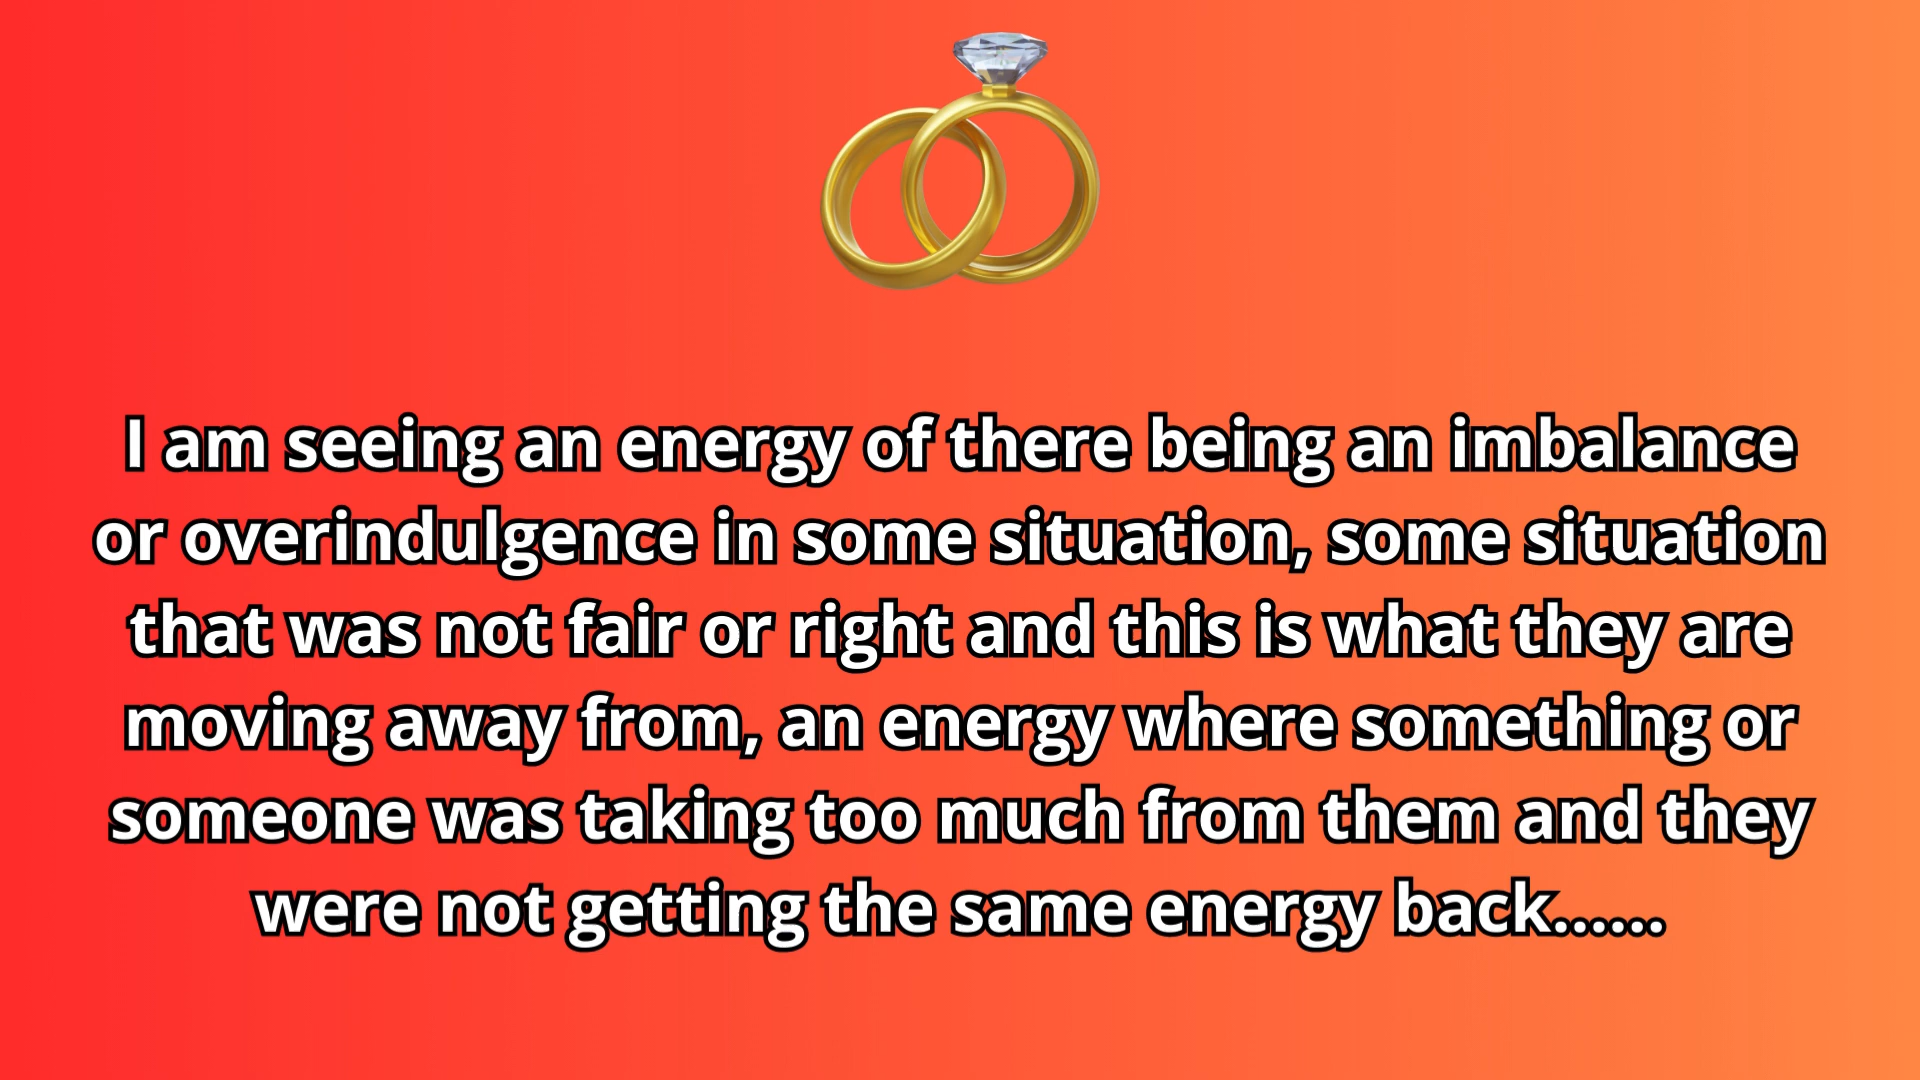 I am seeing an energy of there being an imbalance
or overindulgence in some situation, some situation
that was not fair or right and this is what they are
moving away from, an energy where something or
someone was taking too much from them and they
were not getting the same energy back......